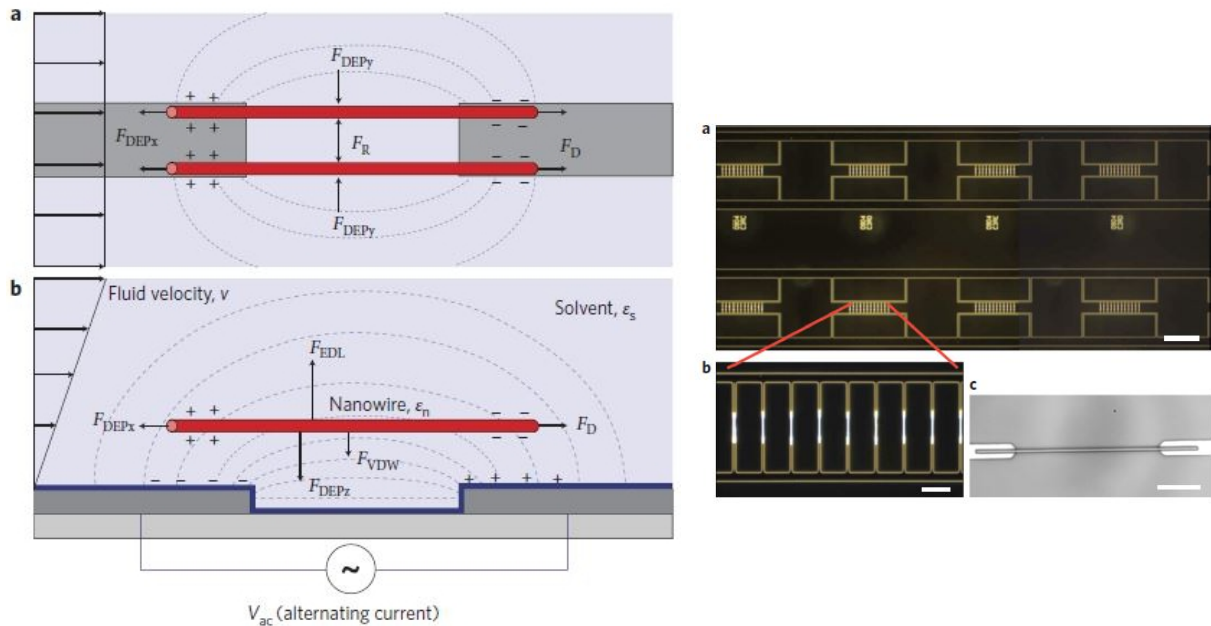 a
F_DEPy
+ +
− −
F_DEPx
+ +
− −
F_R
F_D
+ +
− −
+ +
− −
F_DEPy
b
Fluid velocity, v
Solvent, ε_s
F_EDL
+ +
Nanowire, ε_n
− −
F_DEPx
+ +
− −
F_D
F_VDW
− − − −
F_DEPz
+ + + +
~
V_ac (alternating current)
a
b
c